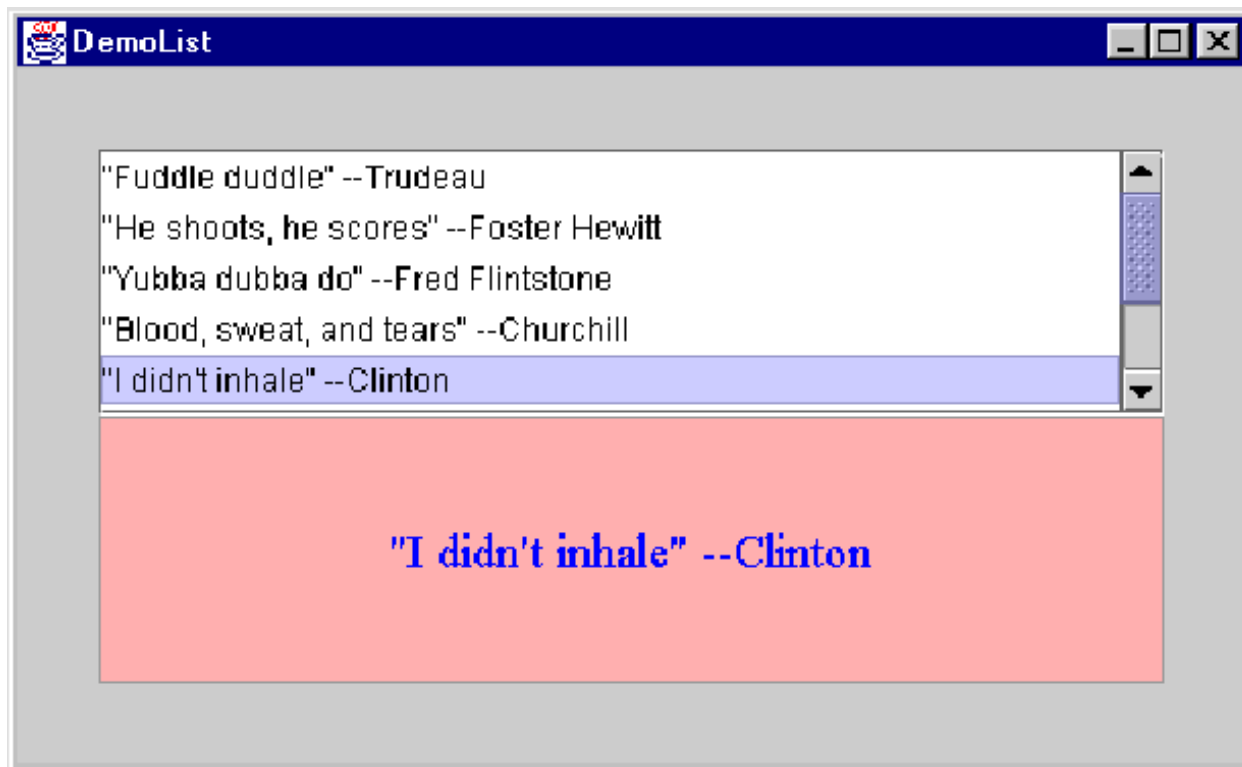 DemoList
"Fuddle duddle" --Trudeau
"He shoots, he scores" --Foster Hewitt
"Yubba dubba do" --Fred Flintstone
"Blood, sweat, and tears" --Churchill
"I didn't inhale" --Clinton
"I didn't inhale" --Clinton